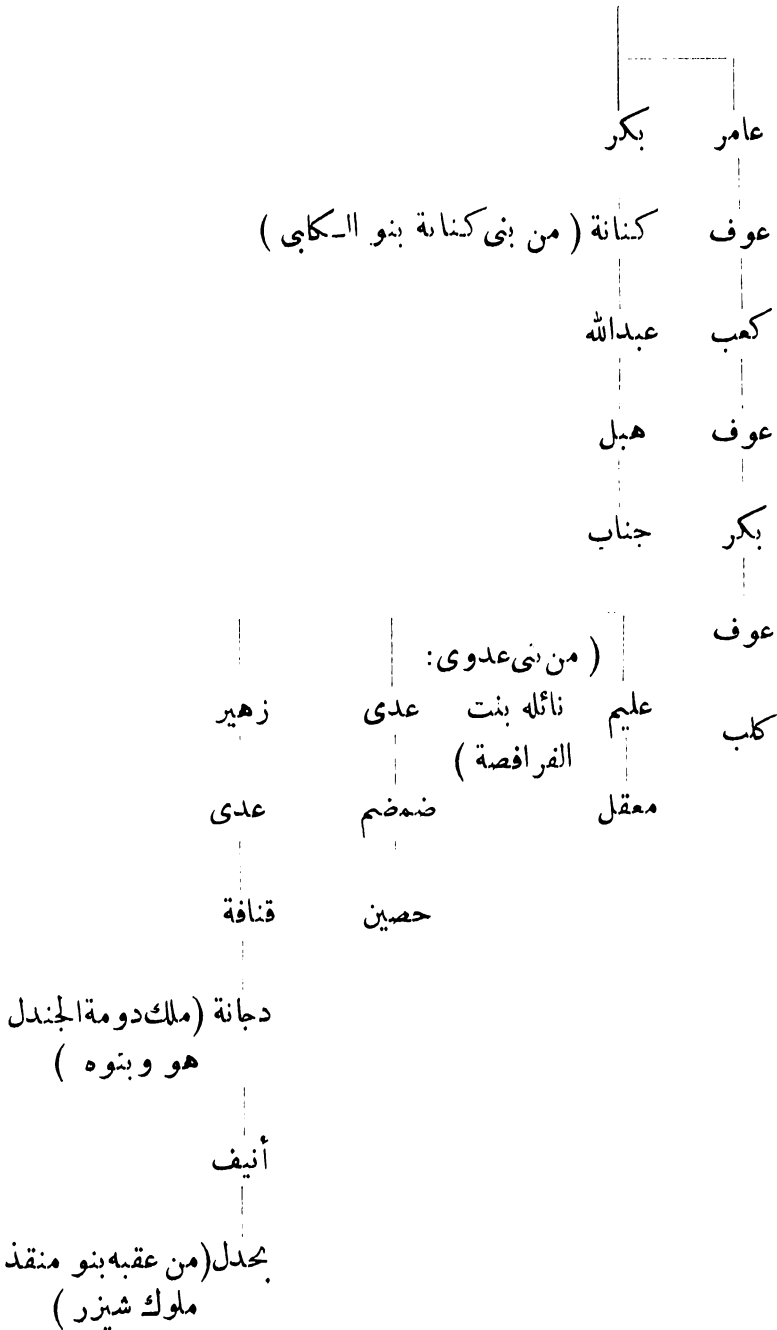 عامر بكر
عوف كنانة ( من بنى كنانة بنو الـكابى )
كعب عبدالله
عوف هبل
بكر جناب
عوف ( من بنى عدوى :
كلب عليم نائله بنت عدى زهير
الفرافصة )
معقل ضمضم عدى
حصين قنافة
دجانة ( ملك دومة الجندل
هو وبتوه )
أنيف
بحدل ( من عقبه بنو منقذ
ملوك شيزر )